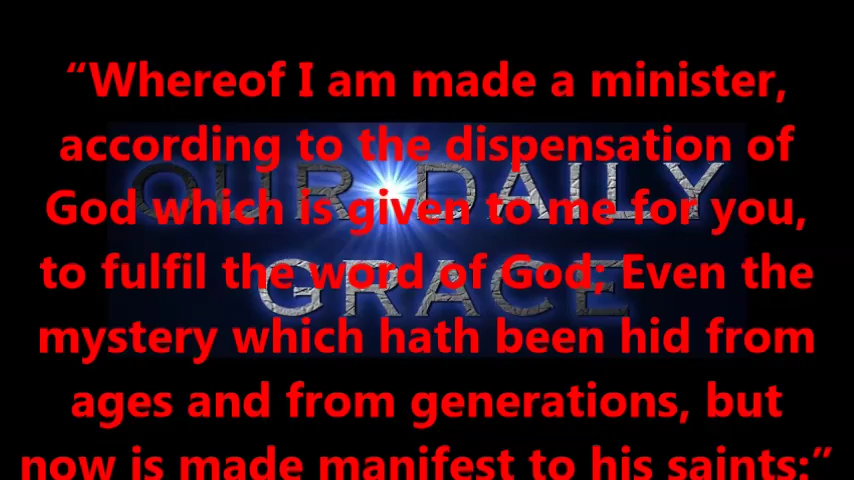 “Whereof I am made a minister,
according to the dispensation of
God which is given to me for you,
to fulfil the word of God; Even the
mystery which hath been hid from
ages and from generations, but
now is made manifest to his saints:”
OUR DAILY
GRACE